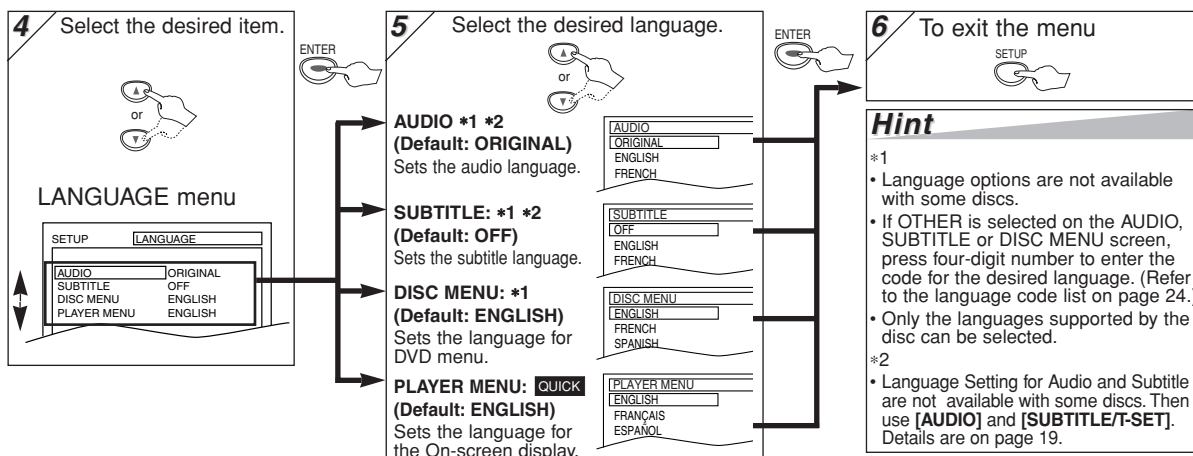 4 Select the desired item.
or
LANGUAGE menu
SETUP LANGUAGE
AUDIO ORIGINAL
SUBTITLE OFF
DISC MENU ENGLISH
PLAYER MENU ENGLISH
ENTER
5 Select the desired language.
or
AUDIO *1 *2
(Default: ORIGINAL)
Sets the audio language.
AUDIO
ORIGINAL
ENGLISH
FRENCH
SUBTITLE: *1 *2
(Default: OFF)
Sets the subtitle language.
SUBTITLE
OFF
ENGLISH
FRENCH
DISC MENU: *1
(Default: ENGLISH)
Sets the language for
DVD menu.
DISC MENU
ENGLISH
FRENCH
SPANISH
PLAYER MENU: QUICK
(Default: ENGLISH)
Sets the language for
the On-screen display.
PLAYER MENU
ENGLISH
FRANÇAIS
ESPAÑOL
ENTER
6 To exit the menu
SETUP
Hint
*1
• Language options are not available
with some discs.
• If OTHER is selected on the AUDIO,
SUBTITLE or DISC MENU screen,
press four-digit number to enter the
code for the desired language. (Refer
to the language code list on page 24.)
• Only the languages supported by the
disc can be selected.
*2
• Language Setting for Audio and Subtitle
are not available with some discs. Then
use [AUDIO] and [SUBTITLE/T-SET].
Details are on page 19.